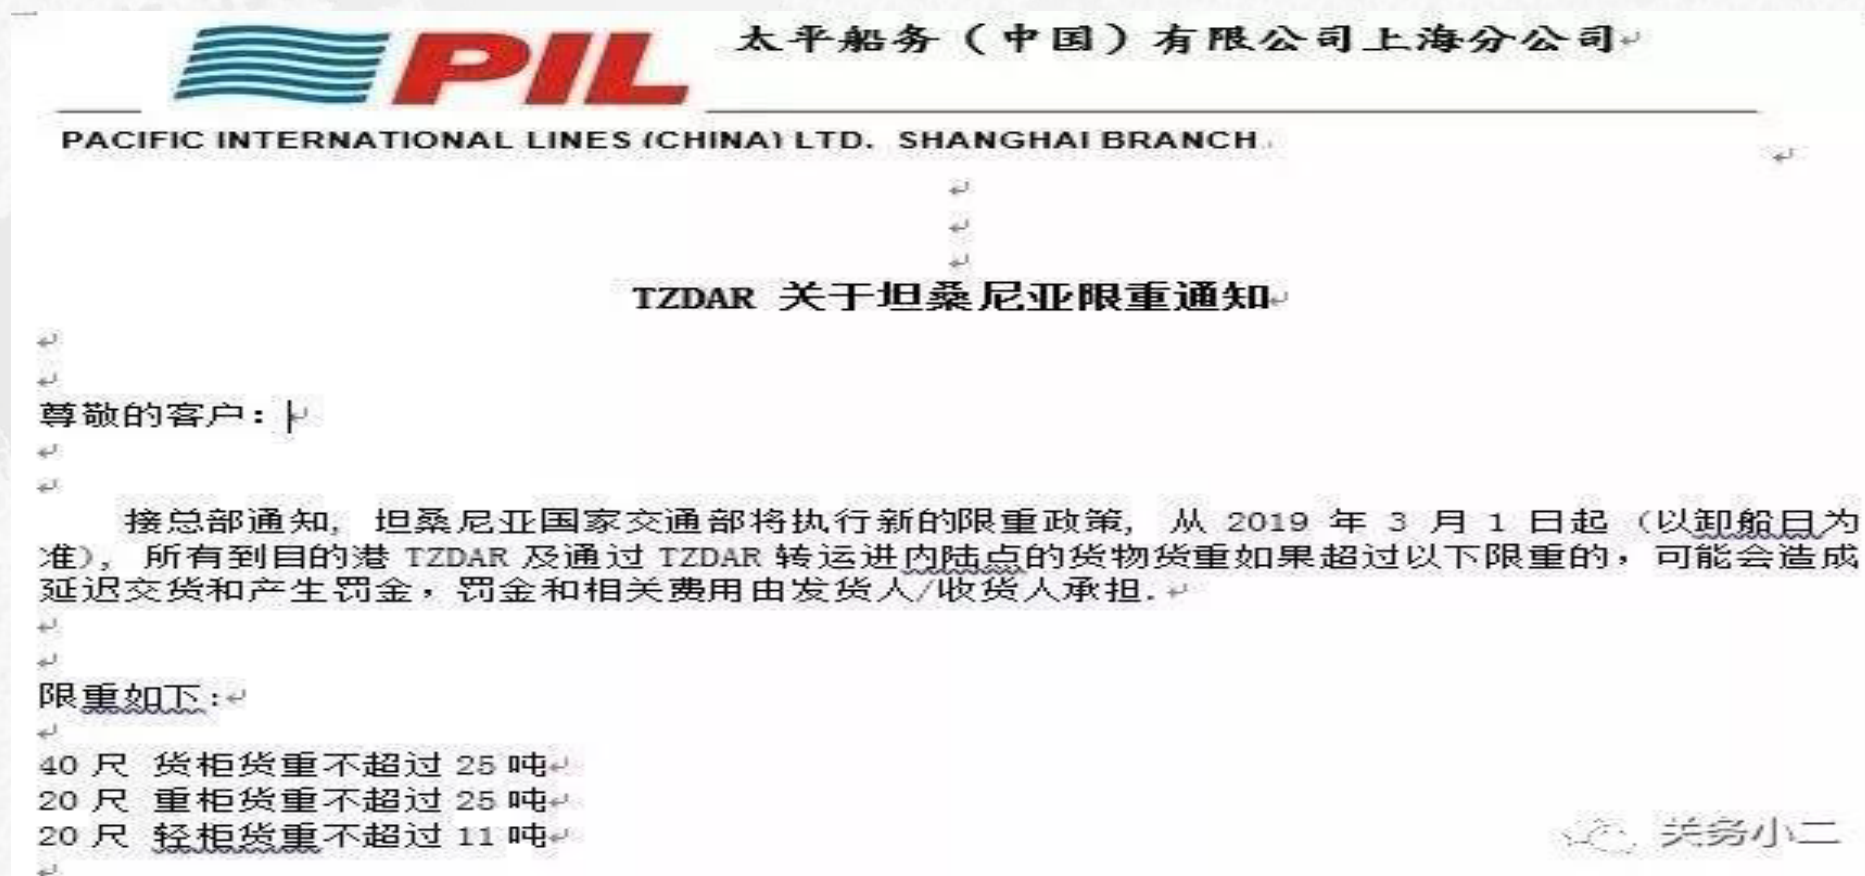 PIL
太平船务（中国）有限公司上海分公司
PACIFIC INTERNATIONAL LINES (CHINA) LTD. SHANGHAI BRANCH
TZDAR 关于坦桑尼亚限重通知
尊敬的客户：
接总部通知, 坦桑尼亚国家交通部将执行新的限重政策, 从 2019 年 3 月 1 日起（以卸船日为
准), 所有到目的港 TZDAR 及通过 TZDAR 转运进内陆点的货物货重如果超过以下限重的，可能会造成
延迟交货和产生罚金，罚金和相关费用由发货人/收货人承担.
限重如下:
40 尺 货柜货重不超过 25 吨
20 尺 重柜货重不超过 25 吨
20 尺 轻柜货重不超过 11 吨
关务小二